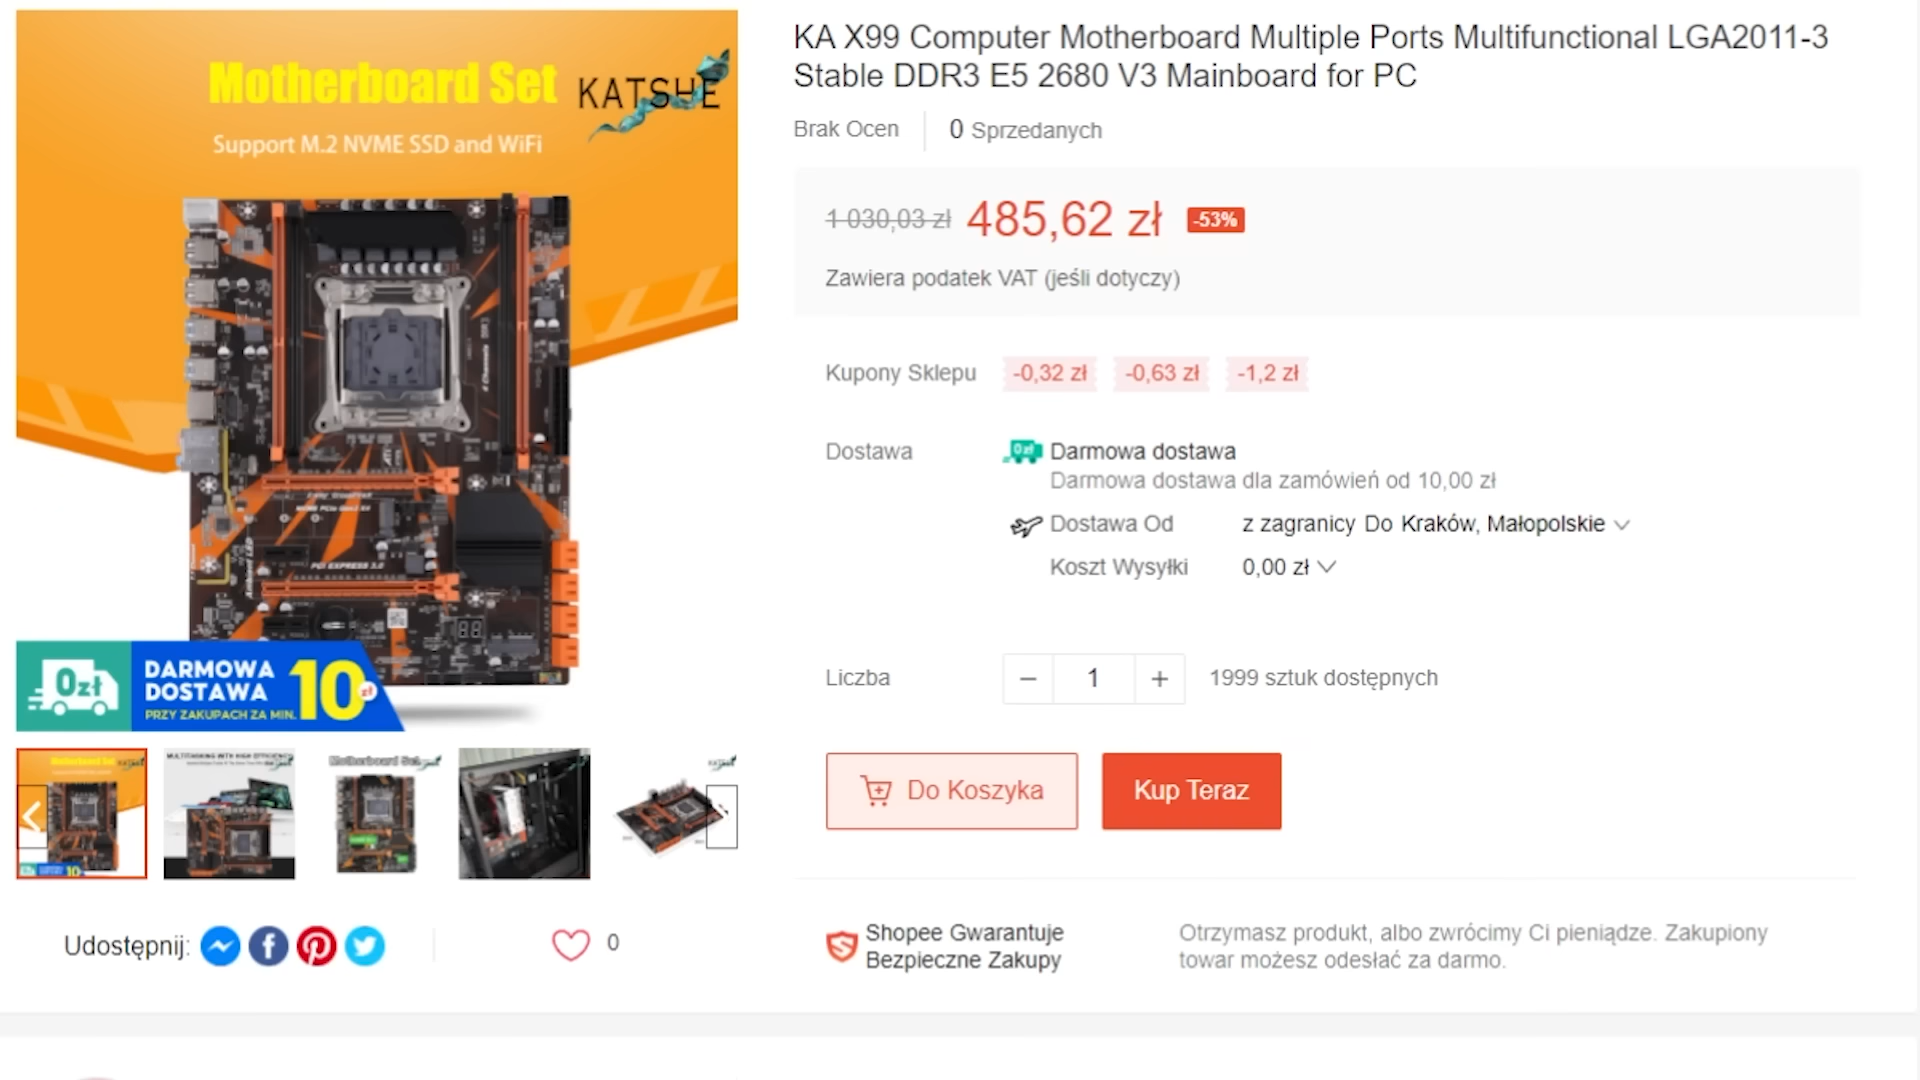 Motherboard Set
KATSHE
Support M.2 NVME SSD and WiFi
PCI EXPRESS 3.0
0zł
DARMOWA
DOSTAWA
10 zł
PRZY ZAKUPACH ZA MIN.
Udostępnij:
0
KA X99 Computer Motherboard Multiple Ports Multifunctional LGA2011-3
Stable DDR3 E5 2680 V3 Mainboard for PC
Brak Ocen
0 Sprzedanych
1 030,03 zł 485,62 zł -53%
Zawiera podatek VAT (jeśli dotyczy)
Kupony Sklepu -0,32 zł -0,63 zł -1,2 zł
Dostawa 0zł Darmowa dostawa
Darmowa dostawa dla zamówień od 10,00 zł
Dostawa Od z zagranicy Do Kraków, Małopolskie
Koszt Wysyłki 0,00 zł
Liczba − 1 + 1999 sztuk dostępnych
Do Koszyka Kup Teraz
Shopee Gwarantuje
Bezpieczne Zakupy
Otrzymasz produkt, albo zwrócimy Ci pieniądze. Zakupiony
towar możesz odesłać za darmo.